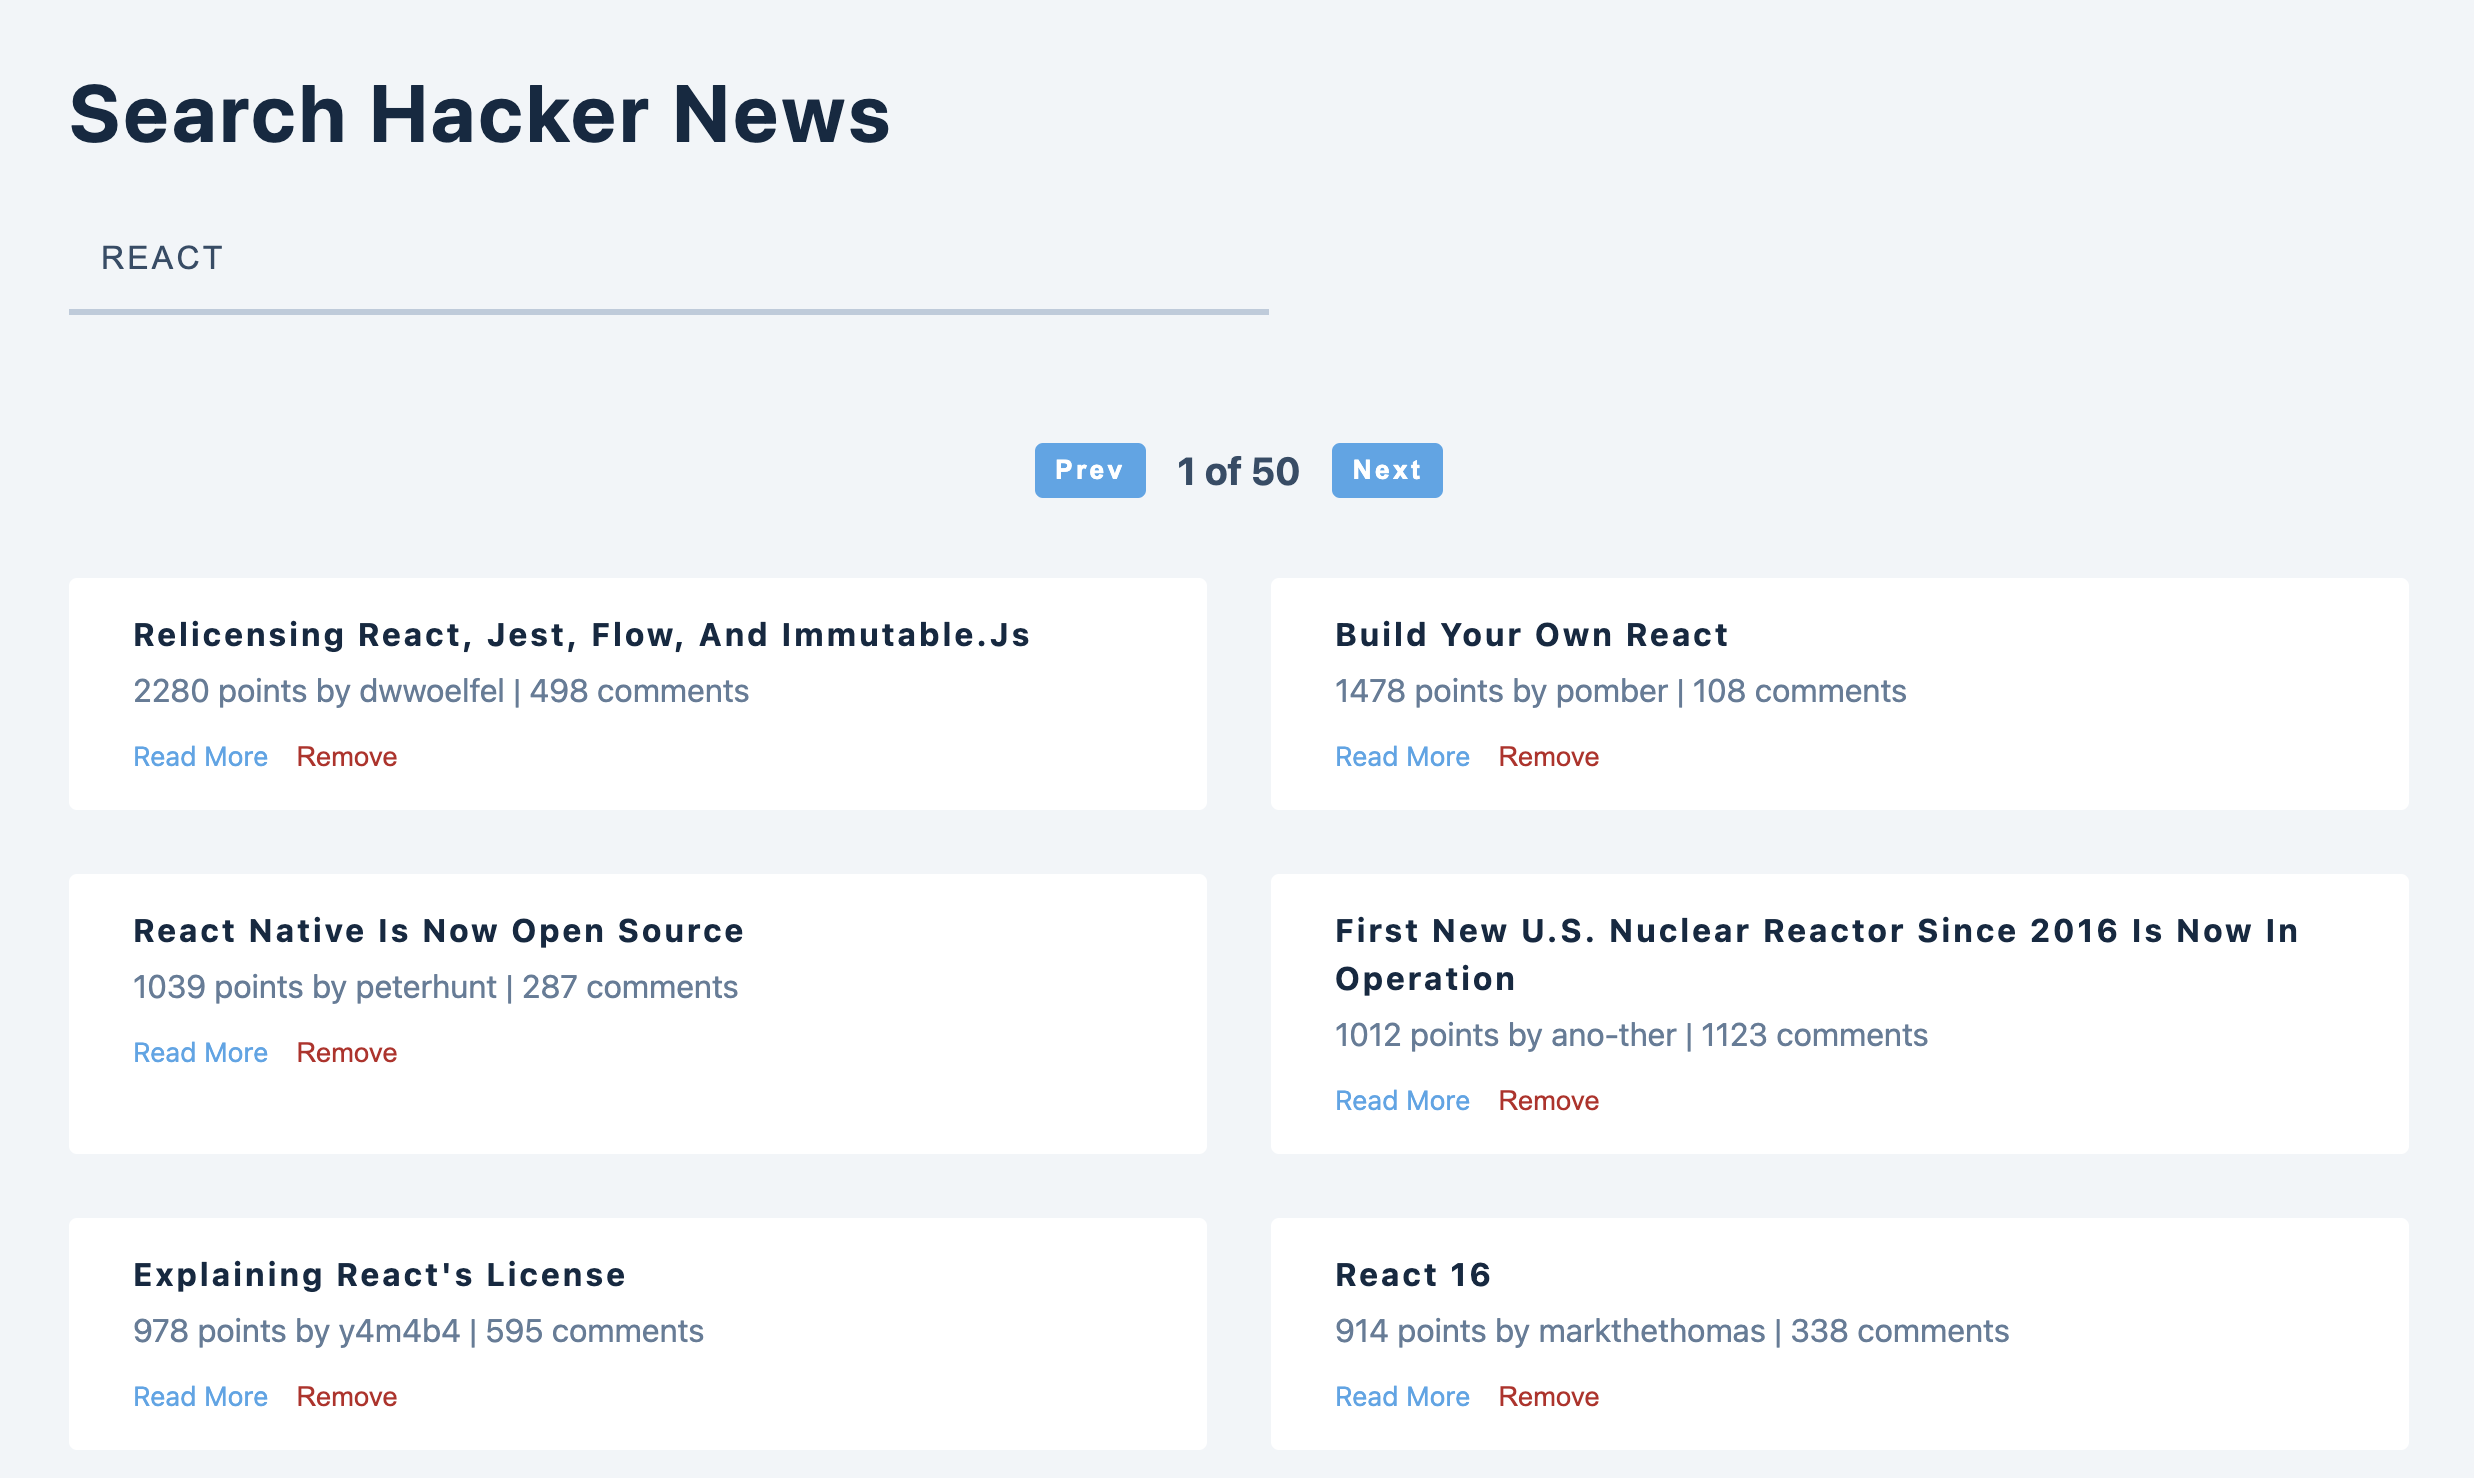 Search Hacker News
REACT
Prev 1 of 50 Next
Relicensing React, Jest, Flow, And Immutable.Js
2280 points by dwwoelfel | 498 comments
Read More Remove
Build Your Own React
1478 points by pomber | 108 comments
Read More Remove
React Native Is Now Open Source
1039 points by peterhunt | 287 comments
Read More Remove
First New U.S. Nuclear Reactor Since 2016 Is Now In
Operation
1012 points by ano-ther | 1123 comments
Read More Remove
Explaining React's License
978 points by y4m4b4 | 595 comments
Read More Remove
React 16
914 points by markthethomas | 338 comments
Read More Remove